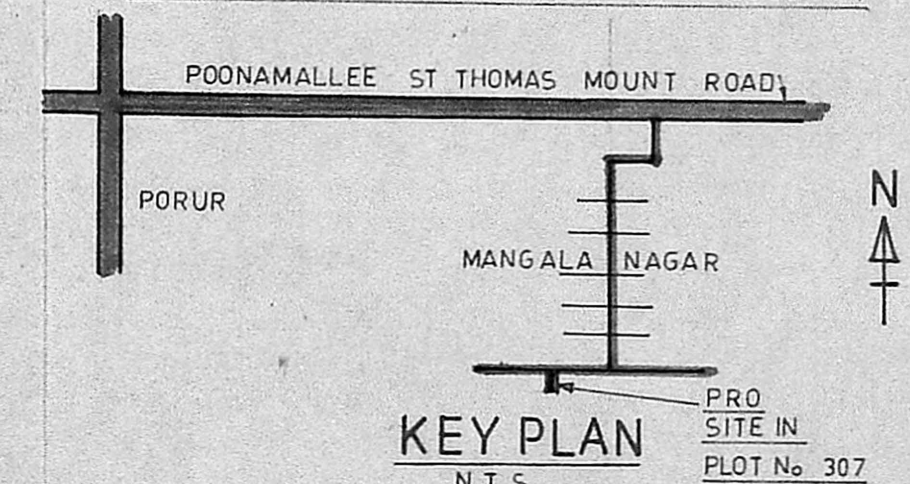 POONAMALLEE ST THOMAS MOUNT ROAD
PORUR
N
MANGALA NAGAR
PRO
SITE IN
PLOT No 307
KEY PLAN
N.T.S